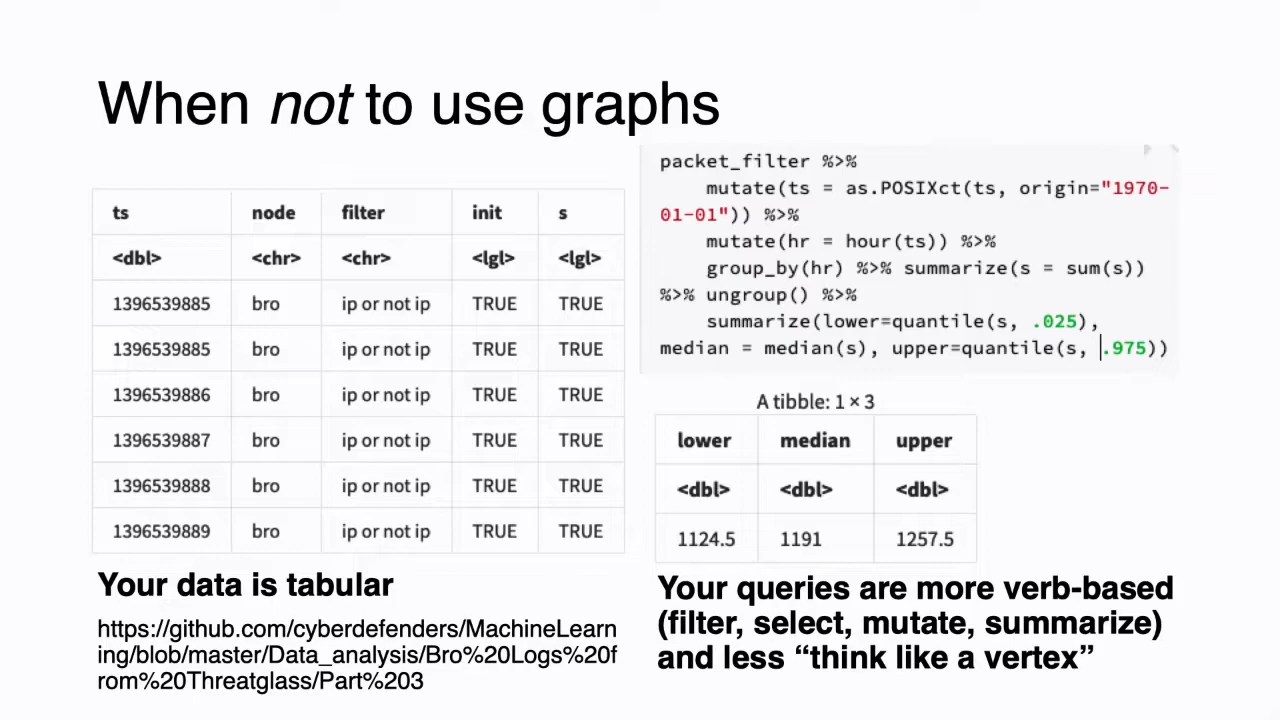 When not to use graphs
ts node filter init s
<dbl> <chr> <chr> <lgl> <lgl>
1396539885 bro ip or not ip TRUE TRUE
1396539885 bro ip or not ip TRUE TRUE
1396539886 bro ip or not ip TRUE TRUE
1396539887 bro ip or not ip TRUE TRUE
1396539888 bro ip or not ip TRUE TRUE
1396539889 bro ip or not ip TRUE TRUE
Your data is tabular
https://github.com/cyberdefenders/MachineLearn
ing/blob/master/Data_analysis/Bro%20Logs%20f
rom%20Threatglass/Part%203
packet_filter %>%
mutate(ts = as.POSIXct(ts, origin="1970-
01-01")) %>%
mutate(hr = hour(ts)) %>%
group_by(hr) %>% summarize(s = sum(s))
%>% ungroup() %>%
summarize(lower=quantile(s, .025),
median = median(s), upper=quantile(s, .975))
A tibble: 1 × 3
lower median upper
<dbl> <dbl> <dbl>
1124.5 1191 1257.5
Your queries are more verb-based
(filter, select, mutate, summarize)
and less “think like a vertex”